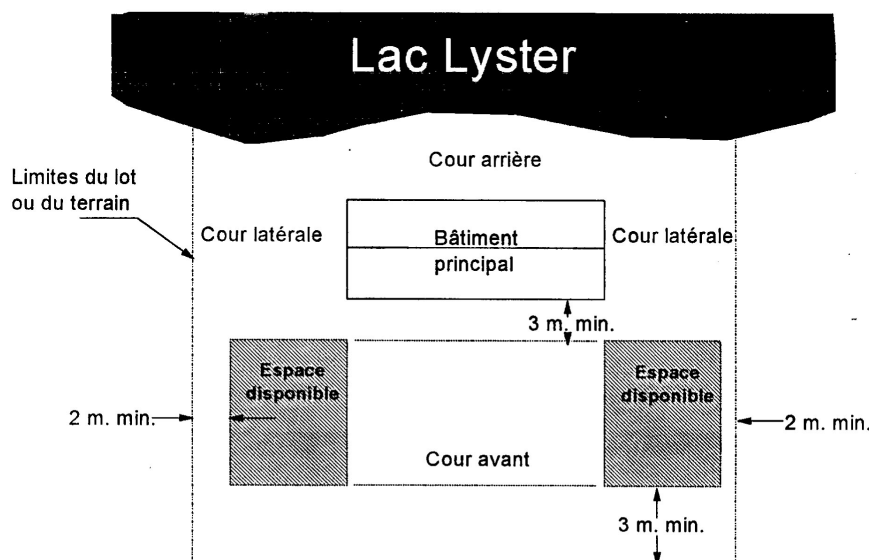 Lac Lyster
Cour arrière
Limites du lot
ou du terrain
Cour latérale
Bâtiment
principal
Cour latérale
3 m. min.
Espace
disponible
Espace
disponible
2 m. min.
2 m. min.
Cour avant
3 m. min.